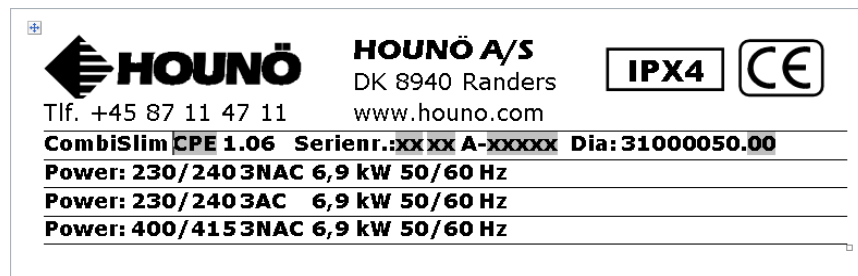 HOUNÖ
HOUNÖ A/S
DK 8940 Randers
IPX4
CE
Tlf. +45 87 11 47 11
www.houno.com
CombiSlim CPE 1.06 Serienr.:xx xx A-xxxxx Dia: 31000050.00
Power: 230/240 3NAC 6,9 kW 50/60 Hz
Power: 230/240 3AC 6,9 kW 50/60 Hz
Power: 400/415 3NAC 6,9 kW 50/60 Hz